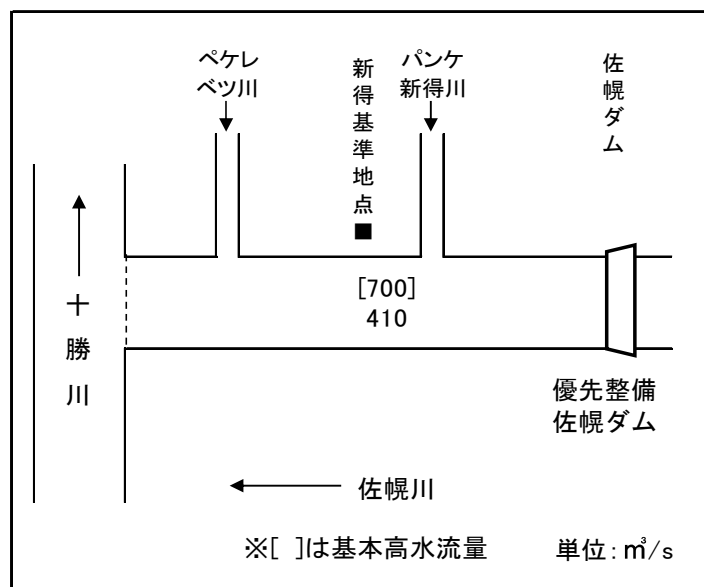 ペケレ
ベツ川
新得基準地点
パンケ
新得川
佐幌ダム
[700]
410
十勝川
優先整備
佐幌ダム
佐幌川
※[ ]は基本高水流量
単位:㎥/s